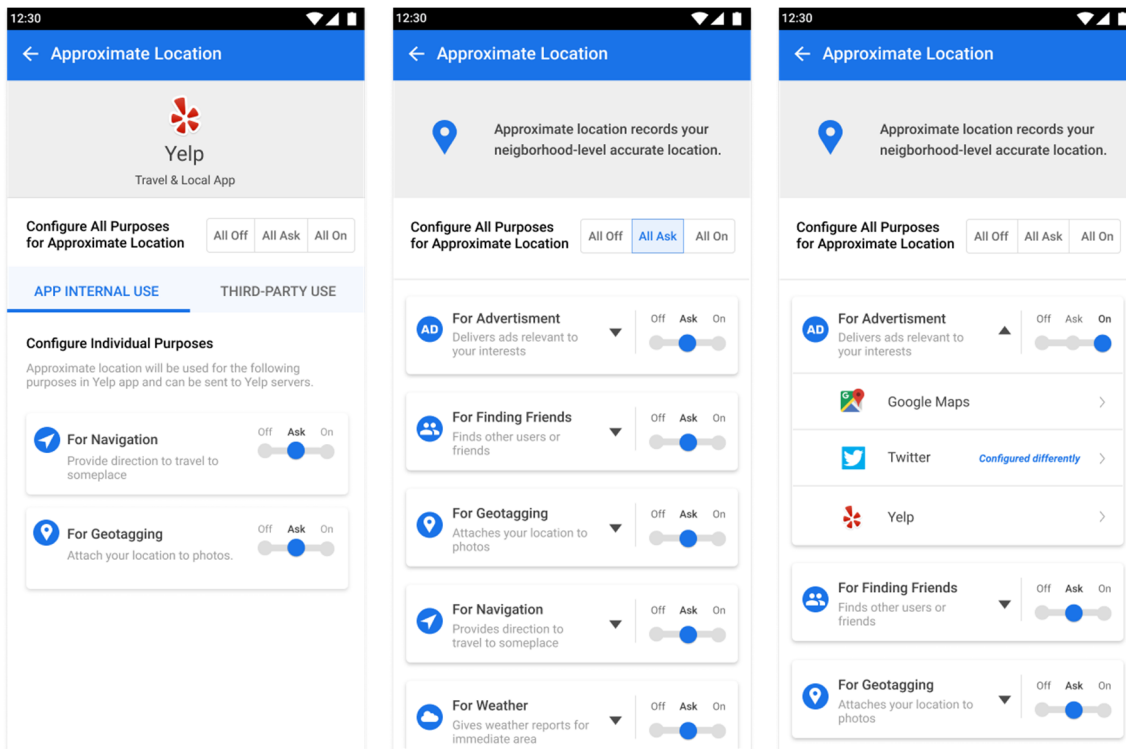 12:30
Approximate Location
Yelp
Travel & Local App
Configure All Purposes
for Approximate Location
All Off
All Ask
All On
APP INTERNAL USE
THIRD-PARTY USE
Configure Individual Purposes
Approximate location will be used for the following
purposes in Yelp app and can be sent to Yelp servers.
For Navigation
Provide direction to travel to
someplace
Off Ask On
For Geotagging
Attach your location to photos.
Off Ask On
12:30
Approximate Location
Approximate location records your
neigborhood-level accurate location.
Configure All Purposes
for Approximate Location
All Off
All Ask
All On
AD
For Advertisment
Delivers ads relevant to
your interests
Off Ask On
For Finding Friends
Finds other users or
friends
Off Ask On
For Geotagging
Attaches your location to
photos
Off Ask On
For Navigation
Provides direction to
travel to someplace
Off Ask On
For Weather
Gives weather reports for
immediate area
Off Ask On
12:30
Approximate Location
Approximate location records your
neigborhood-level accurate location.
Configure All Purposes
for Approximate Location
All Off
All Ask
All On
AD
For Advertisment
Delivers ads relevant to
your interests
Off Ask On
G
Google Maps
Twitter
Configured differently
Yelp
For Finding Friends
Finds other users or
friends
Off Ask On
For Geotagging
Attaches your location to
photos
Off Ask On